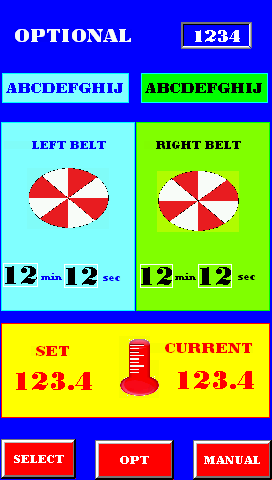 OPTIONAL 1234
ABCDEFGHIJ ABCDEFGHIJ
LEFT BELT RIGHT BELT
12 min 12 sec 12 min 12 sec
SET CURRENT
123.4 123.4
SELECT OPT MANUAL